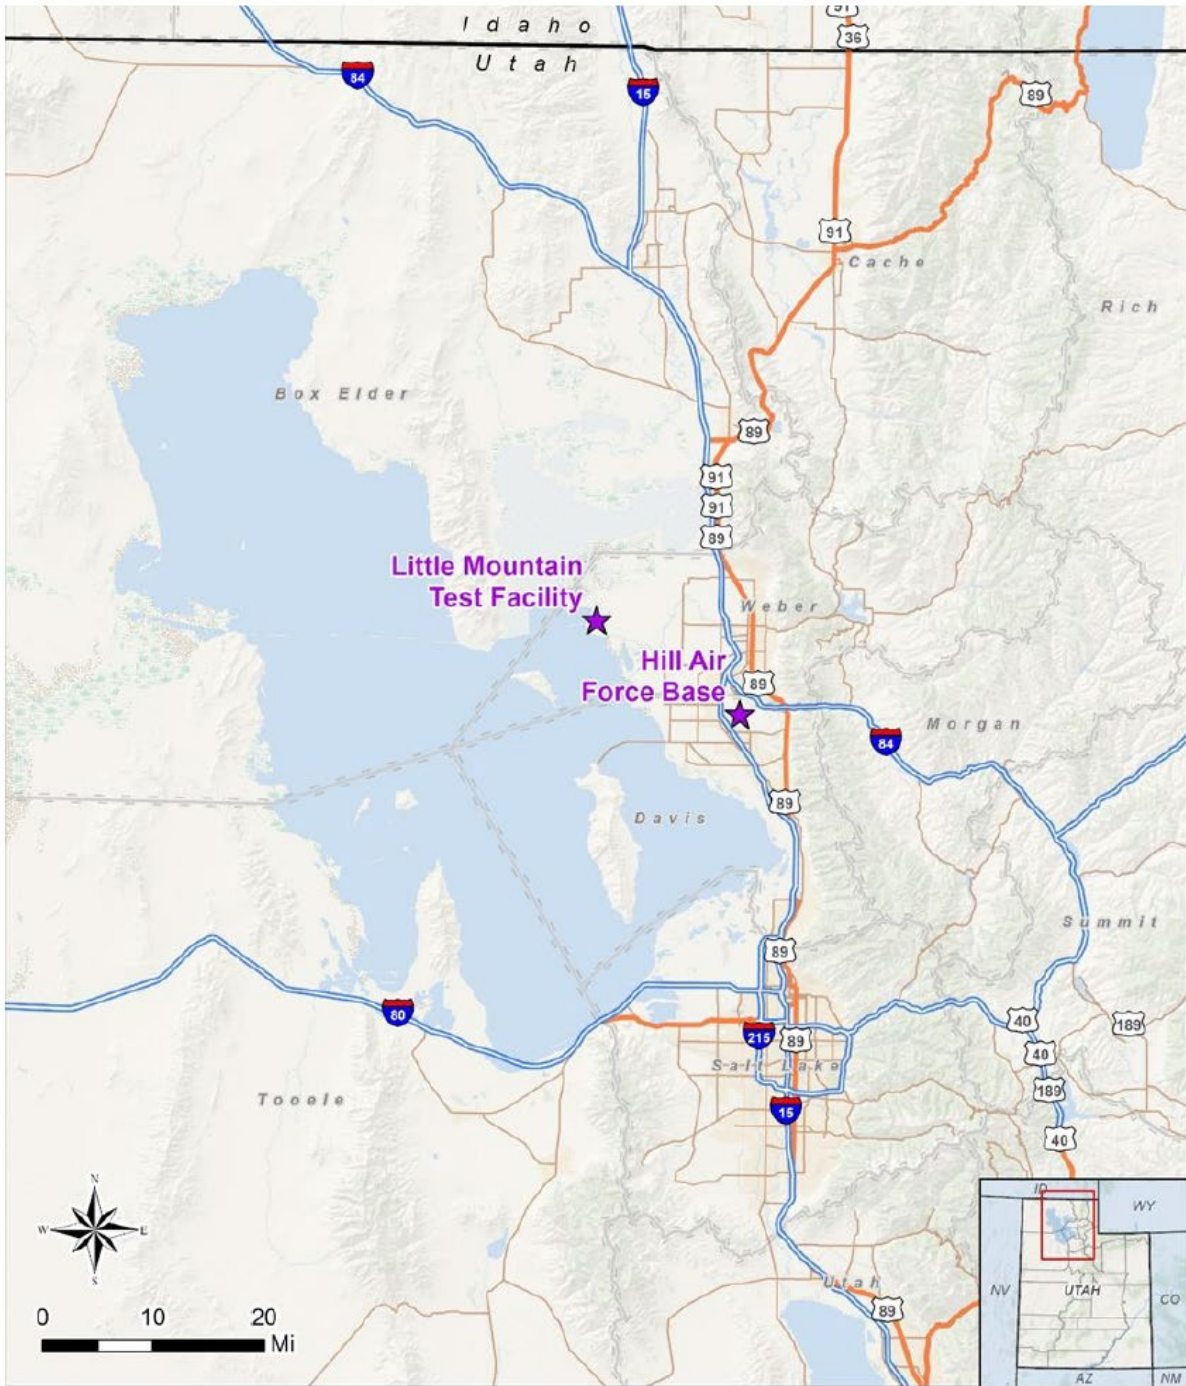 Idaho
Utah
91
36
84
15
89
91
Cache
Rich
Box Elder
89
91
91
89
Little Mountain
Test Facility
Weber
Hill Air
Force Base
89
Morgan
84
89
Davis
Summit
89
80
215
89
40
189
40
189
40
Salt Lake
15
Tooele
N
W
E
S
0
10
20
Mi
Utah
89
ID
WY
NV
UTAH
CO
AZ
NM